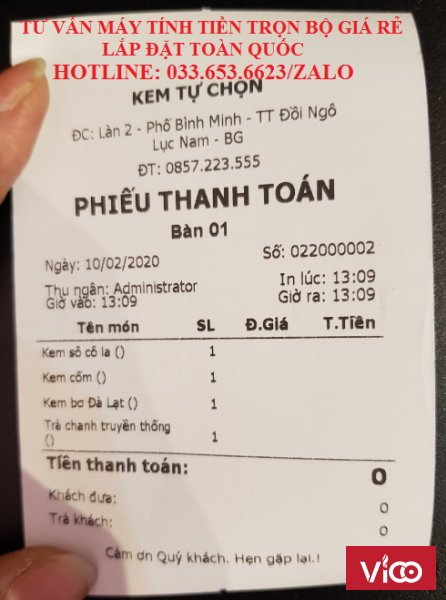 TƯ VẤN MÁY TÍNH TIỀN TRỌN BỘ GIÁ RẺ
LẮP ĐẶT TOÀN QUỐC
HOTLINE: 033.653.6623/ZALO
KEM TỰ CHỌN
ĐC: Làn 2 - Phố Bình Minh - TT Đồi Ngô
Lục Nam - BG
ĐT: 0857.223.555
PHIẾU THANH TOÁN
Bàn 01
Ngày: 10/02/2020 Số: 022000002
Thu ngân: Administrator In lúc: 13:09
Giờ vào: 13:09 Giờ ra: 13:09
Tên món SL Đ.Giá T.Tiền
Kem sô cô la () 1
Kem cốm () 1
Kem bơ Đà Lạt () 1
Trà chanh truyền thống
() 1
Tiền thanh toán: 0
Khách đưa: 0
Trả khách: 0
Cảm ơn Quý khách. Hẹn gặp lại.!
Vico